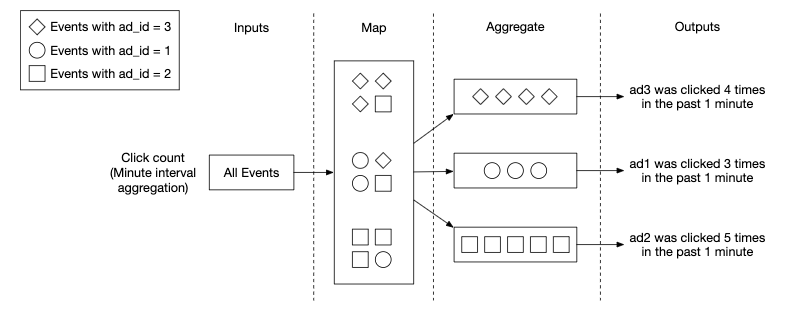 Events with ad_id = 3
Events with ad_id = 1
Events with ad_id = 2
Inputs
Map
Aggregate
Outputs
Click count
(Minute interval
aggregation)
All Events
ad3 was clicked 4 times
in the past 1 minute
ad1 was clicked 3 times
in the past 1 minute
ad2 was clicked 5 times
in the past 1 minute